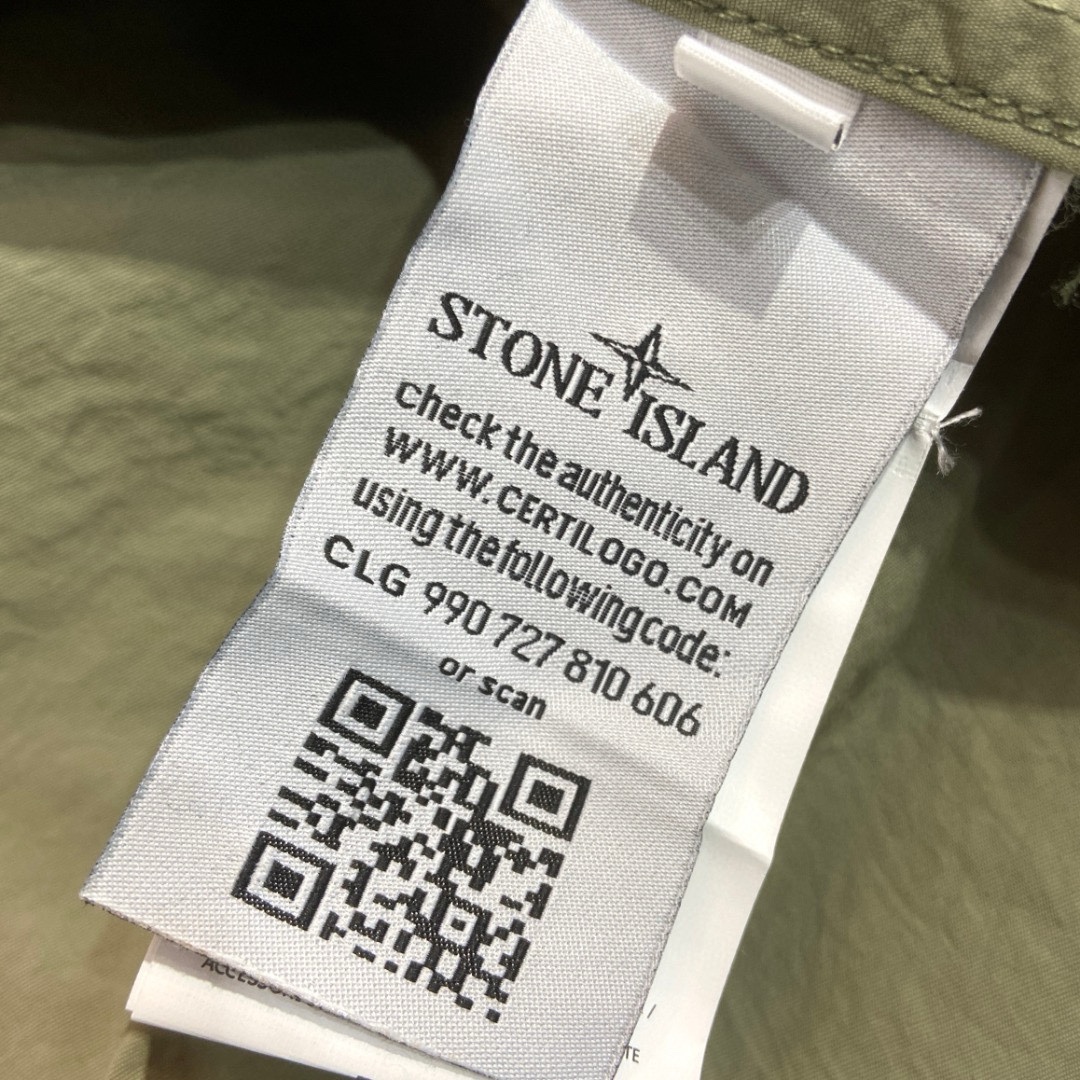 STONE ISLAND
check the authenticity on
WWW.CERTILOGO.COM
using the following code:
CLG 990 727 810 606
or scan